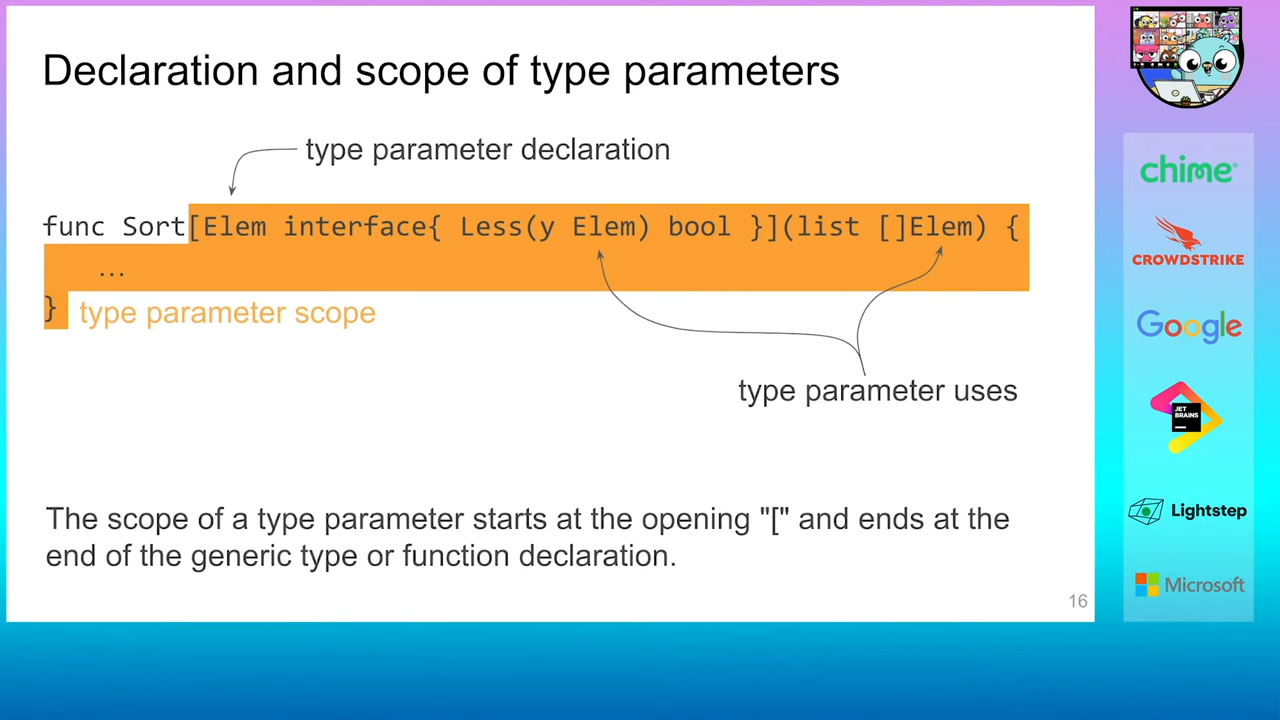 Declaration and scope of type parameters
type parameter declaration
func Sort[Elem interface{ Less(y Elem) bool }](list []Elem) {
...
}
type parameter scope
type parameter uses
The scope of a type parameter starts at the opening "[" and ends at the
end of the generic type or function declaration.
16
chime
CROWDSTRIKE
Google
JET
BRAINS
Lightstep
Microsoft